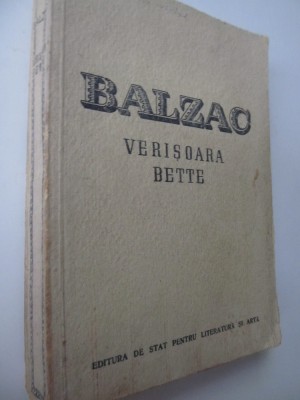 BALZAC
VERIȘOARA
BETTE
EDITURA DE STAT PENTRU LITERATURĂ ȘI ARTĂ